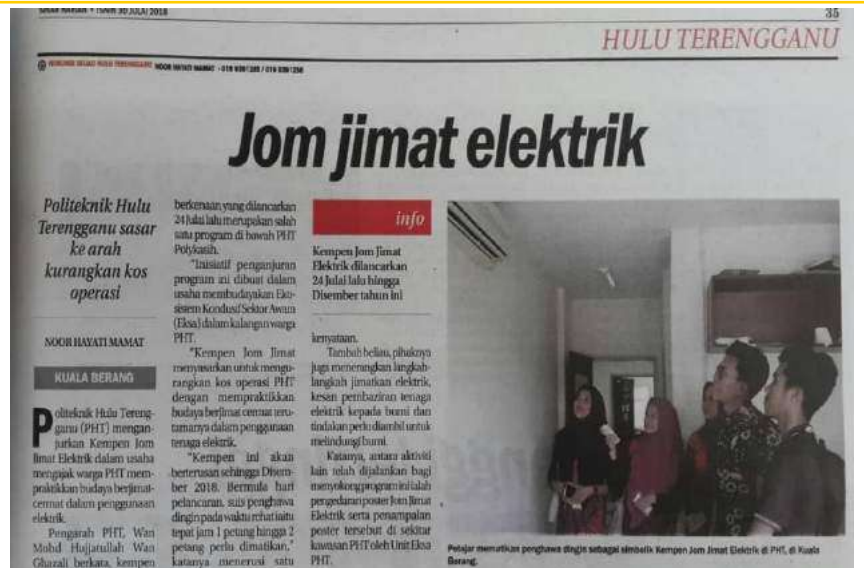 SINAR HARIAN • ISNIN 30 JULAI 2018
35
HULU TERENGGANU
NOOR HAYATI MAMAT
Jom jimat elektrik
Politeknik Hulu
Terengganu sasar
ke arah
kurangkan kos
operasi
NOOR HAYATI MAMAT
KUALA BERANG
Politeknik Hulu Tereng-
ganu (PHT) mengan-
jurkan Kempen Jom
Jimat Elektrik dalam usaha
mengajak warga PHT mem-
praktikkan budaya berjimat-
cermat dalam penggunaan
elektrik.
Pengarah PHT, Wan
Mohd Hujjatullah Wan
Ghazali berkata, kempen
berkenaan yang dilancarkan
24 Julai lalu merupakan salah
satu program di bawah PHT
Polykasih.
"Inisiatif penganjuran
program ini dibuat dalam
usaha membudayakan Eko-
sistem Kondusif Sektor Awam
(Eksa) dalam kalangan warga
PHT.
"Kempen Jom Jimat
menyasarkan untuk mengu-
rangkan kos operasi PHT
dengan mempraktikkan
budaya berjimat cermat teru-
tamanya dalam penggunaan
tenaga elektrik.
"Kempen ini akan
berterusan sehingga Disem-
ber 2018. Bermula hari
pelancaran, suis penghawa
dingin pada waktu rehat iaitu
tepat jam 1 petang hingga 2
petang perlu dimatikan,"
katanya menerusi satu
info
Kempen Jom Jimat
Elektrik dilancarkan
24 Julai lalu hingga
Disember tahun ini
kenyataan.
Tambah beliau, pihaknya
juga menerangkan langkah-
langkah jimatkan elektrik,
kesan pembaziran tenaga
elektrik kepada bumi dan
tindakan perlu diambil untuk
melindungi bumi.
Katanya, antara aktiviti
lain telah dijalankan bagi
menyokong program ini ialah
pengedaran poster Jom Jimat
Elektrik serta penampalan
poster tersebut di sekitar
kawasan PHT oleh Unit Eksa
PHT.
Pelajar mematikan penghawa dingin sebagai simbolik Kempen Jom Jimat Elektrik di PHT, di Kuala
Berang.